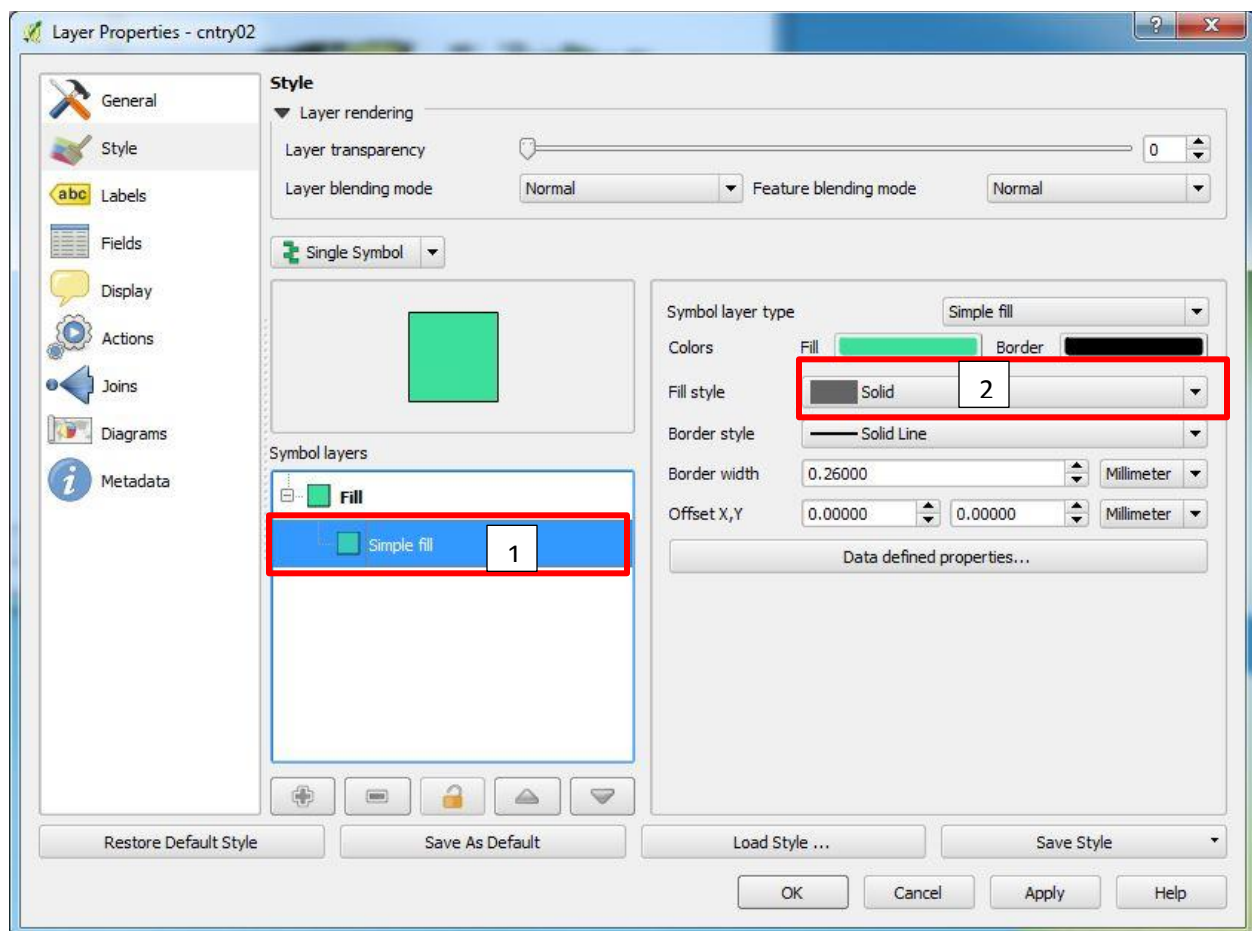 Layer Properties - cntry02
General
Style
Labels
Fields
Display
Actions
Joins
Diagrams
Metadata
Style
Layer rendering
Layer transparency 0
Layer blending mode Normal Feature blending mode Normal
Single Symbol
Symbol layers
Fill
Simple fill 1
Symbol layer type Simple fill
Colors Fill Border
Fill style Solid 2
Border style Solid Line
Border width 0.26000 Millimeter
Offset X,Y 0.00000 0.00000 Millimeter
Data defined properties...
Restore Default Style Save As Default Load Style ... Save Style
OK Cancel Apply Help
abc